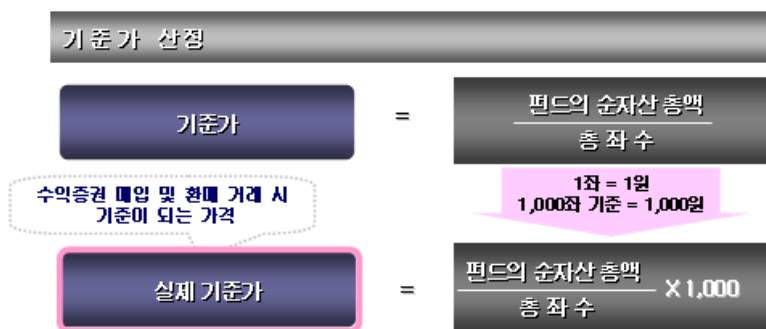 기준가 산정
기준가
=
펀드의 순자산 총액
총 좌 수
수익증권 매입 및 환매 거래 시
기준이 되는 가격
1좌 = 1원
1,000좌 기준 = 1,000원
실제 기준가
=
펀드의 순자산 총액
총 좌 수
X 1,000